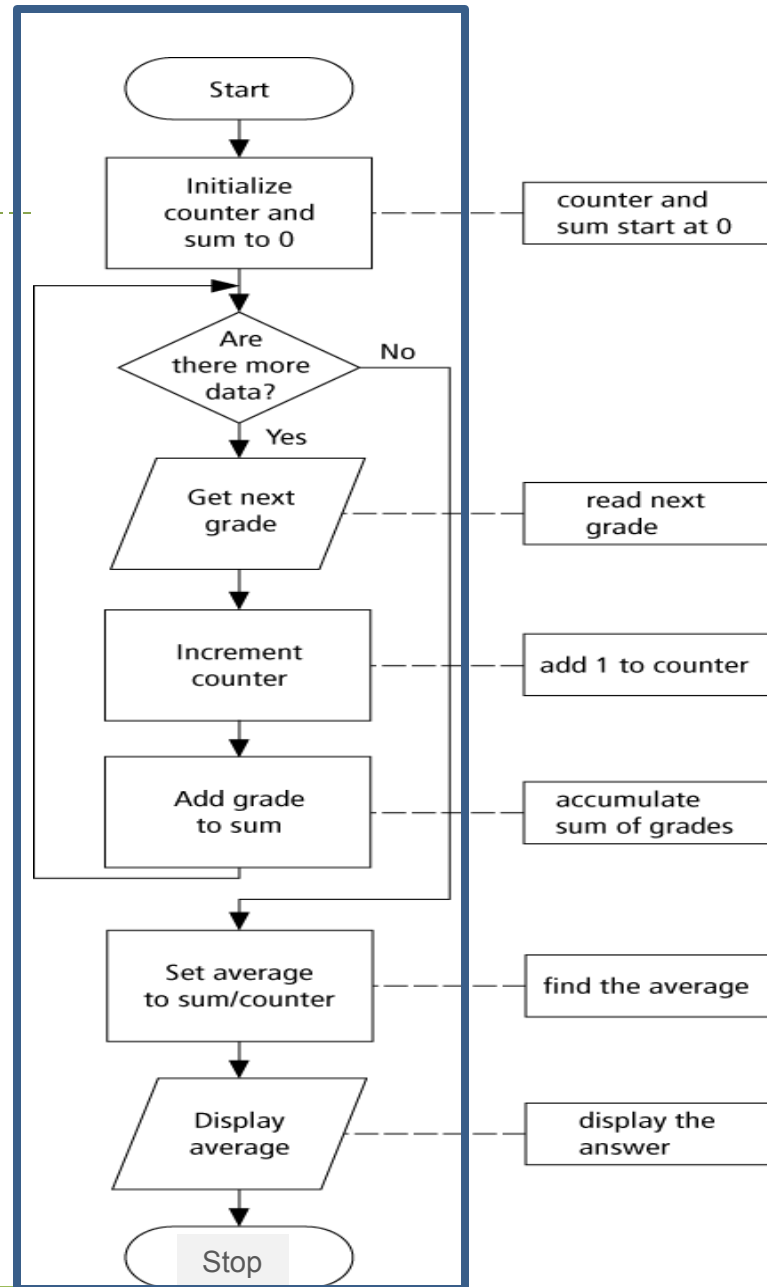 Start
Initialize
counter and
sum to 0
counter and
sum start at 0
Are
there more
data?
No
Yes
Get next
grade
read next
grade
Increment
counter
add 1 to counter
Add grade
to sum
accumulate
sum of grades
Set average
to sum/counter
find the average
Display
average
display the
answer
Stop